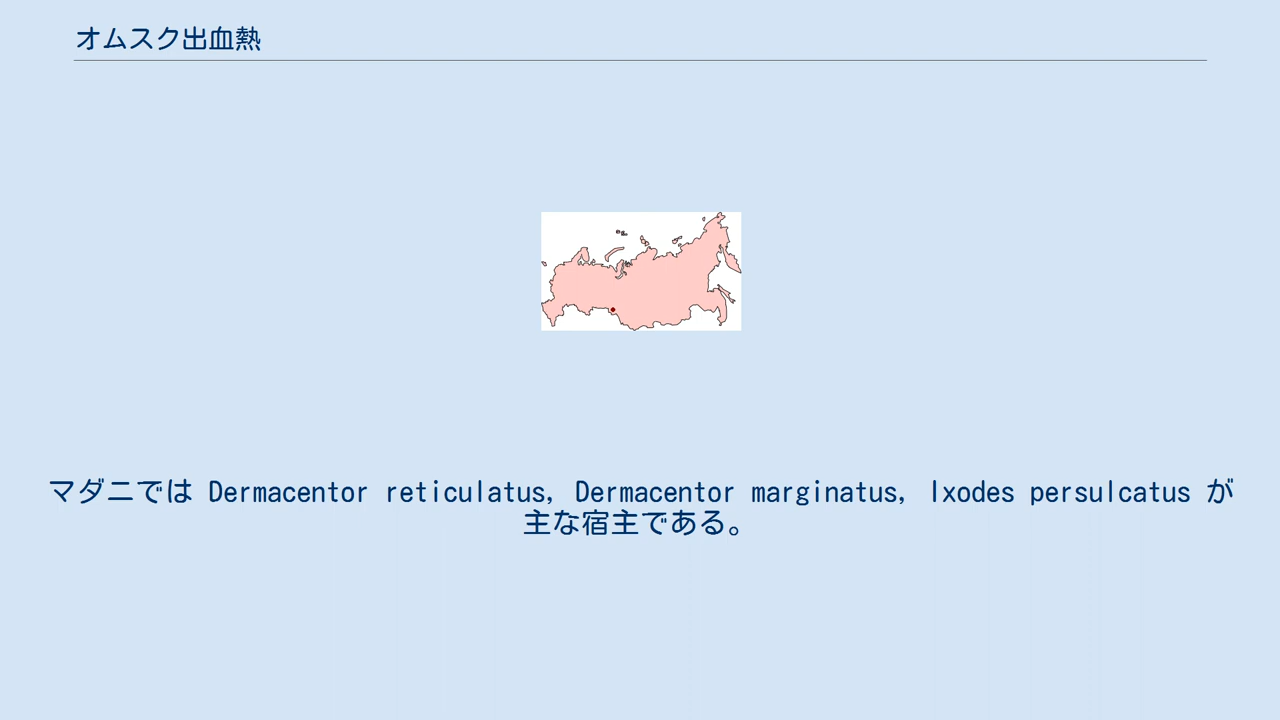 オムスク出血熱
マダニでは Dermacentor reticulatus, Dermacentor marginatus, Ixodes persulcatus が
主な宿主である。